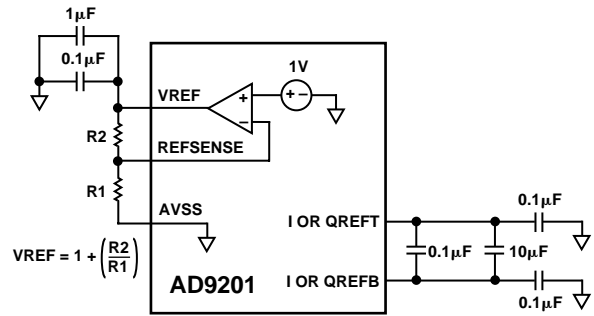 1µF
0.1µF
1V
VREF
+
+ –
–
R2
REFSENSE
R1
AVSS
VREF = 1 + (R2/R1)
AD9201
I OR QREFT
0.1µF
0.1µF
10µF
I OR QREFB
0.1µF